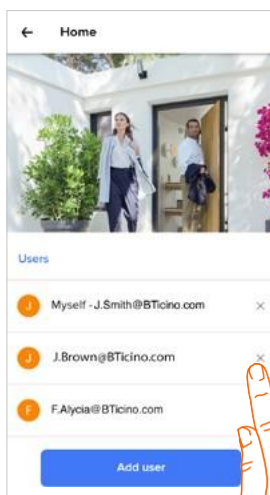 ← Home
Users
J Myself - J.Smith@BTicino.com ×
J J.Brown@BTicino.com ×
F F.Alycia@BTicino.com
Add user